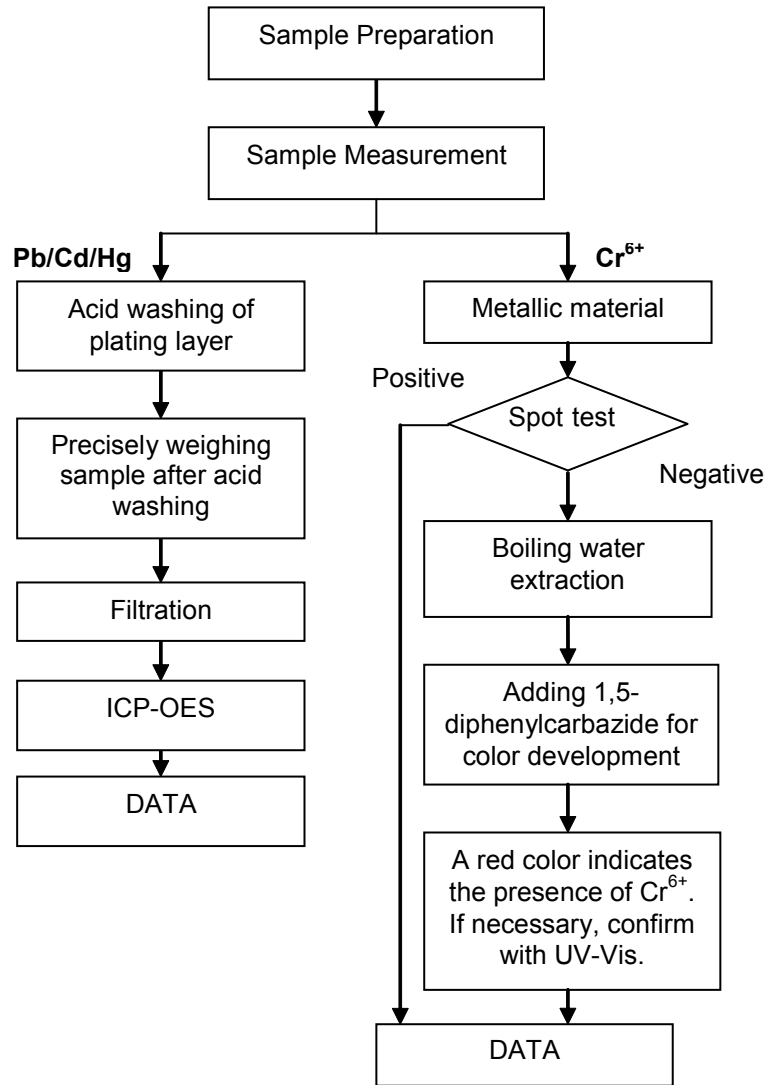 Sample Preparation
Sample Measurement
Pb/Cd/Hg
Acid washing of
plating layer
Precisely weighing
sample after acid
washing
Filtration
ICP-OES
DATA
Cr⁶⁺
Metallic material
Positive
Spot test
Negative
Boiling water
extraction
Adding 1,5-
diphenylcarbazide for
color development
A red color indicates
the presence of Cr⁶⁺.
If necessary, confirm
with UV-Vis.
DATA